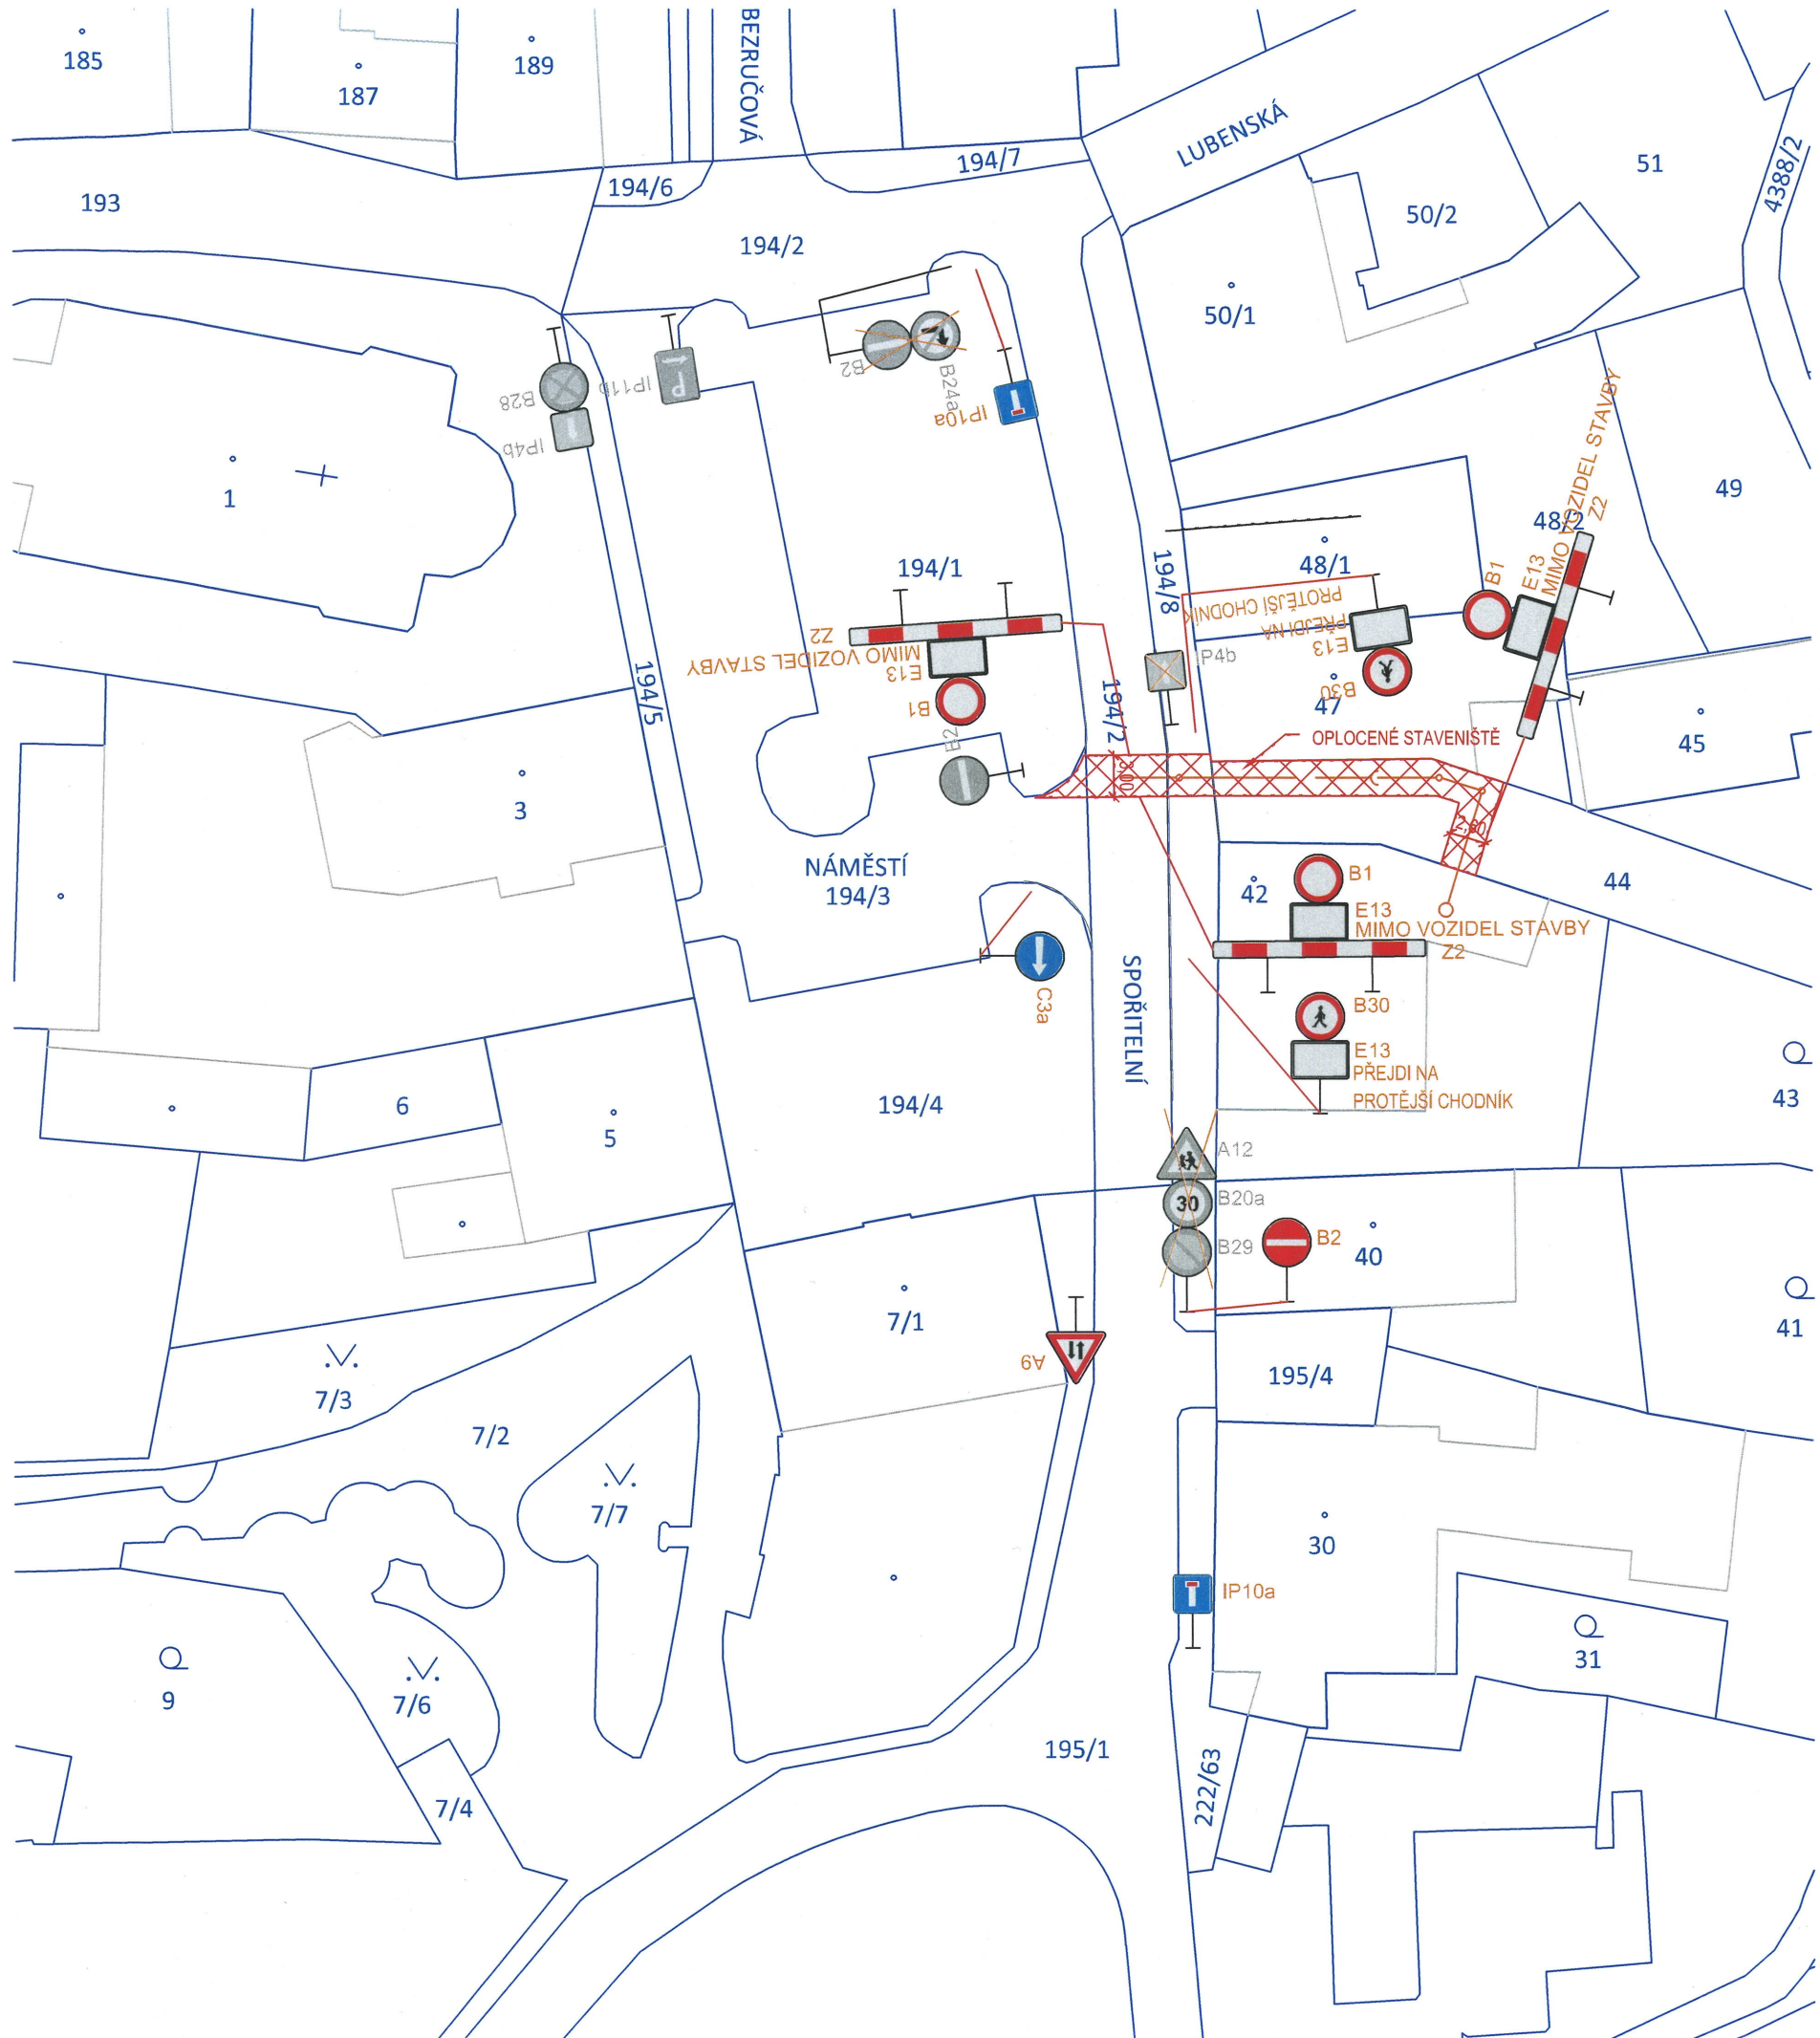 185
187
189
BEZRUČOVÁ
LUBENSKÁ
194/7
194/6
193
194/2
51
4388/2
50/2
50/1
B2
B24a
IP10a
B28
IP11b
P
IP4b
1
49
48/2
MIMO VOZIDEL STAVBY
Z2
E13
B1
194/1
194/8
48/1
PROTĚJŠÍ CHODNÍK
PŘEJDI NA
E13
B30
47
IP4b
Z2
MIMO VOZIDEL STAVBY
E13
B1
B2
194/5
194/2
OPLOCENÉ STAVENIŠTĚ
45
3,00
2,60
3
NÁMĚSTÍ
194/3
42
B1
E13
MIMO VOZIDEL STAVBY
Z2
44
C3a
SPOŘITELNÍ
B30
E13
PŘEJDI NA
PROTĚJŠÍ CHODNÍK
43
6
5
194/4
A12
30
B20a
B29
B2
40
41
7/1
A9
195/4
7/3
7/2
7/7
30
IP10a
31
9
7/6
195/1
222/63
7/4